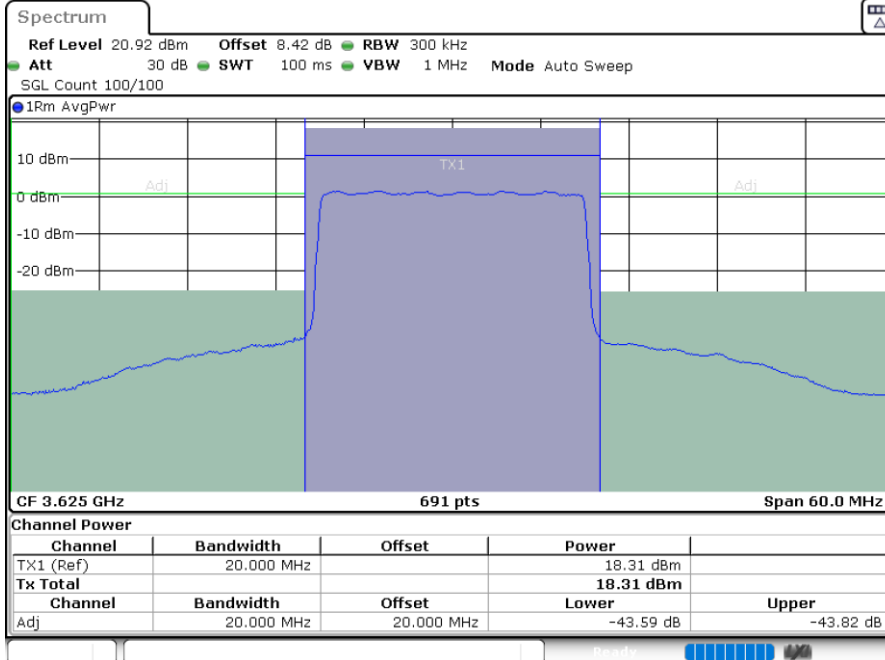 Spectrum
Ref Level 20.92 dBm Offset 8.42 dB RBW 300 kHz
Att 30 dB SWT 100 ms VBW 1 MHz Mode Auto Sweep
SGL Count 100/100
1Rm AvgPwr
10 dBm
TX1
Adj Adj
0 dBm
-10 dBm
-20 dBm
CF 3.625 GHz 691 pts Span 60.0 MHz
Channel Power
Channel Bandwidth Offset Power
TX1 (Ref) 20.000 MHz 18.31 dBm
Tx Total 18.31 dBm
Channel Bandwidth Offset Lower Upper
Adj 20.000 MHz 20.000 MHz -43.59 dB -43.82 dB
Ready